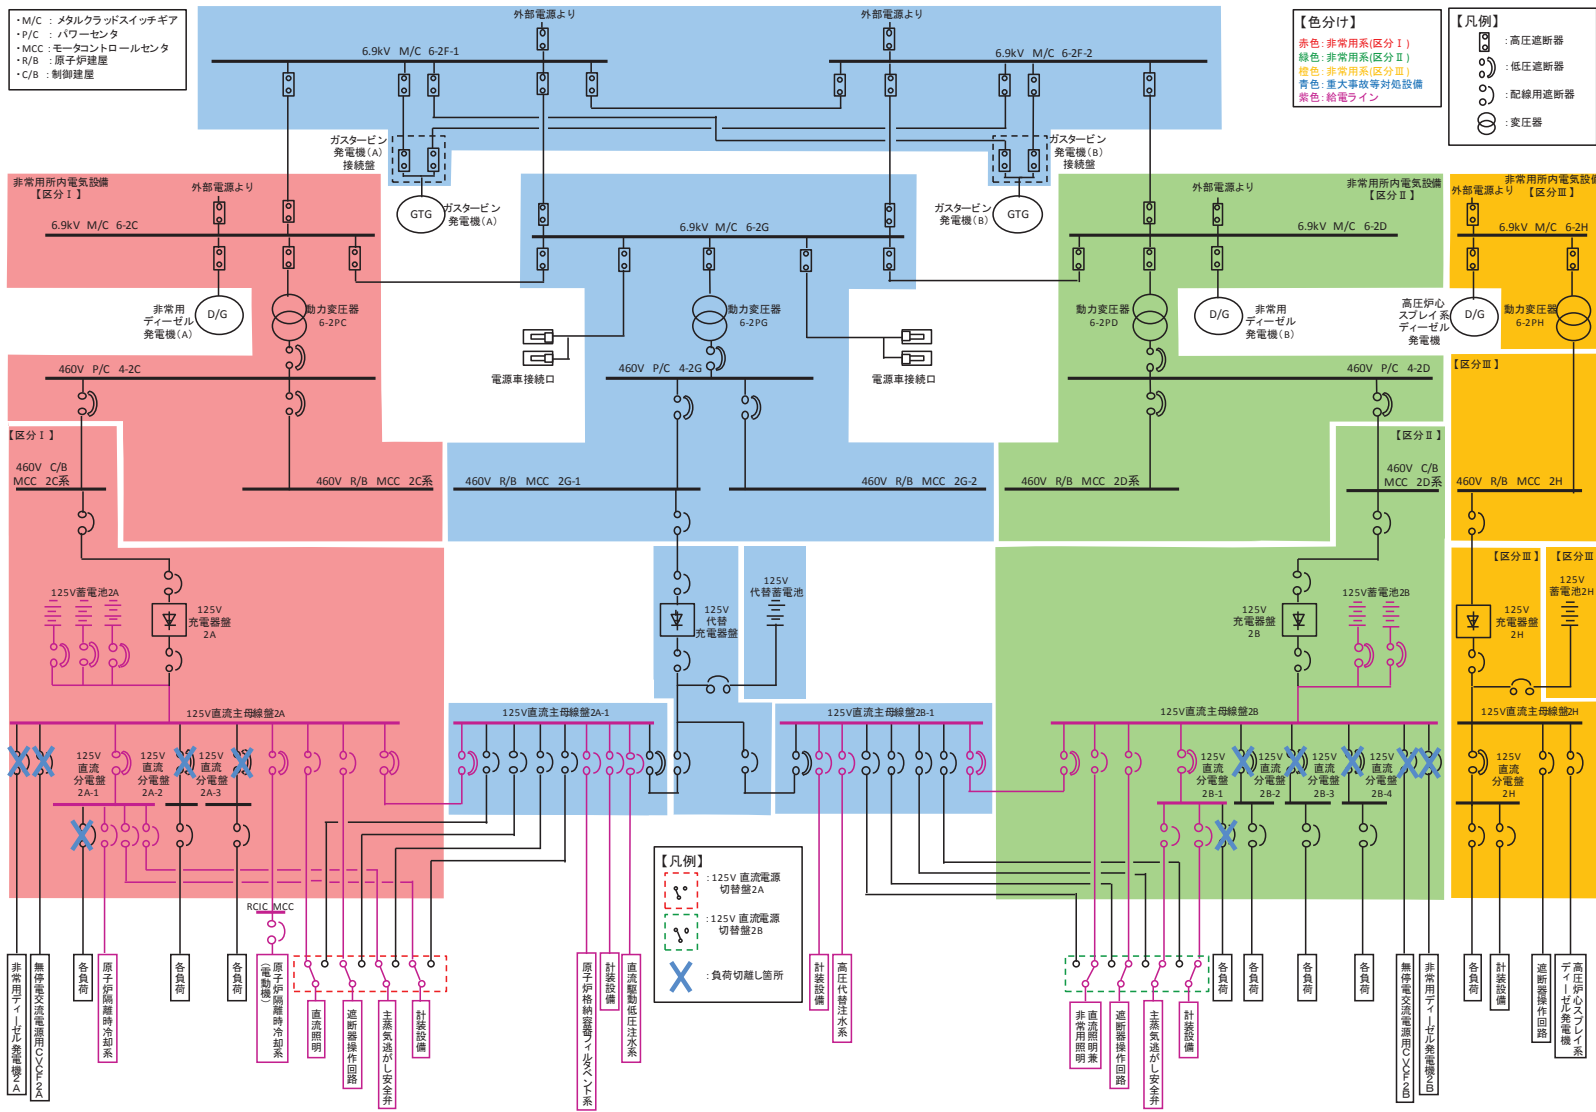 ・M/C : メタルクラッドスイッチギア
・P/C : パワーセンタ
・MCC : モータコントロールセンタ
・R/B : 原子炉建屋
・C/B : 制御建屋
外部電源より
外部電源より
6.9kV M/C 6-2F-1
6.9kV M/C 6-2F-2
【色分け】
赤色：非常用系(区分Ⅰ)
緑色：非常用系(区分Ⅱ)
橙色：非常用系(区分Ⅲ)
青色：重大事故等対処設備
紫色：給電ライン
【凡例】
：高圧遮断器
：低圧遮断器
：配線用遮断器
：変圧器
ガスタービン
発電機(A)
接続盤
ガスタービン
発電機(B)
接続盤
非常用所内電気設備
【区分Ⅰ】
外部電源より
GTG
ガスタービン
発電機(A)
ガスタービン
発電機(B)
GTG
外部電源より
非常用所内電気設備
【区分Ⅱ】
非常用所内電気設備
外部電源より
【区分Ⅲ】
6.9kV M/C 6-2C
6.9kV M/C 6-2G
6.9kV M/C 6-2D
6.9kV M/C 6-2H
非常用
ディーゼル
発電機(A)
D/G
動力変圧器
6-2PC
動力変圧器
6-2PG
動力変圧器
6-2PD
D/G
非常用
ディーゼル
発電機(B)
高圧炉心
スプレイ系
ディーゼル
発電機
D/G
動力変圧器
6-2PH
電源車接続口
電源車接続口
460V P/C 4-2C
460V P/C 4-2G
460V P/C 4-2D
【区分Ⅲ】
【区分Ⅰ】
【区分Ⅱ】
460V C/B
MCC 2C系
460V R/B MCC 2C系
460V R/B MCC 2G-1
460V R/B MCC 2G-2
460V R/B MCC 2D系
460V C/B
MCC 2D系
460V R/B MCC 2H
【区分Ⅲ】
【区分Ⅲ
125V蓄電池2A
125V
充電器盤
2A
125V
代替
充電器盤
125V
代替蓄電池
125V
充電器盤
2B
125V蓄電池2B
125V
充電器盤
2H
125V
蓄電池2H
125V直流主母線盤2A
125V直流主母線盤2A-1
125V直流主母線盤2B-1
125V直流主母線盤2B
125V直流主母線盤2H
125V
直流
分電盤
2A-1
125V
直流
分電盤
2A-2
125V
直流
分電盤
2A-3
125V
直流
分電盤
2B-1
125V
直流
分電盤
2B-2
125V
直流
分電盤
2B-3
125V
直流
分電盤
2B-4
125V
直流
分電盤
2H
【凡例】
：125V 直流電源
切替盤2A
：125V 直流電源
切替盤2B
：負荷切離し箇所
RCIC MCC
非常用ディーゼル発電機2A
無停電交流電源用CVCF2A
各負荷
原子炉隔離時冷却系
各負荷
各負荷
原子炉隔離時冷却系
(電動機)
直流照明
遮断器操作回路
主蒸気逃がし安全弁
計装設備
原子炉格納容器フィルタベント系
計装設備
直流駆動低圧注水系
計装設備
高圧代替注水系
直流照明兼
非常用照明
遮断器操作回路
主蒸気逃がし安全弁
計装設備
各負荷
各負荷
各負荷
各負荷
無停電交流電源用CVCF2B
非常用ディーゼル発電機2B
各負荷
計装設備
遮断器操作回路
高圧炉心スプレイ系
ディーゼル発電機